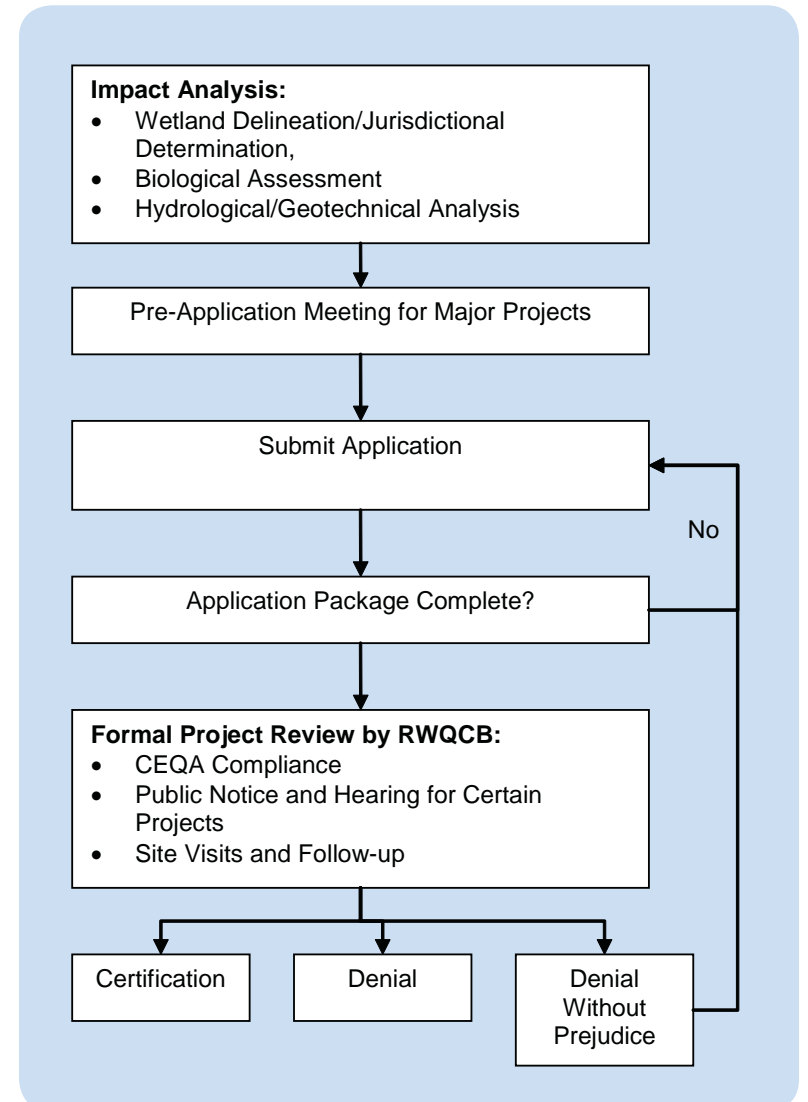 Impact Analysis:
• Wetland Delineation/Jurisdictional
Determination,
• Biological Assessment
• Hydrological/Geotechnical Analysis
Pre-Application Meeting for Major Projects
Submit Application
No
Application Package Complete?
Formal Project Review by RWQCB:
• CEQA Compliance
• Public Notice and Hearing for Certain
Projects
• Site Visits and Follow-up
Certification
Denial
Denial
Without
Prejudice